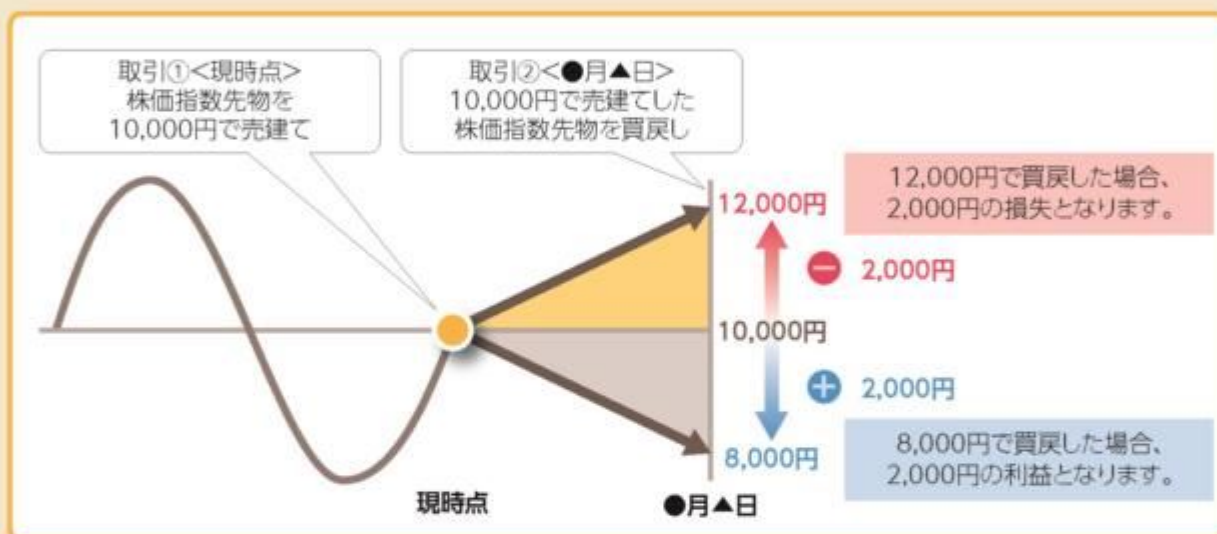 取引①<現時点>
株価指数先物を
10,000円で売建て
取引②<●月▲日>
10,000円で売建てした
株価指数先物を買戻し
12,000円
12,000円で買戻した場合、
2,000円の損失となります。
2,000円
10,000円
2,000円
8,000円
8,000円で買戻した場合、
2,000円の利益となります。
現時点
●月▲日